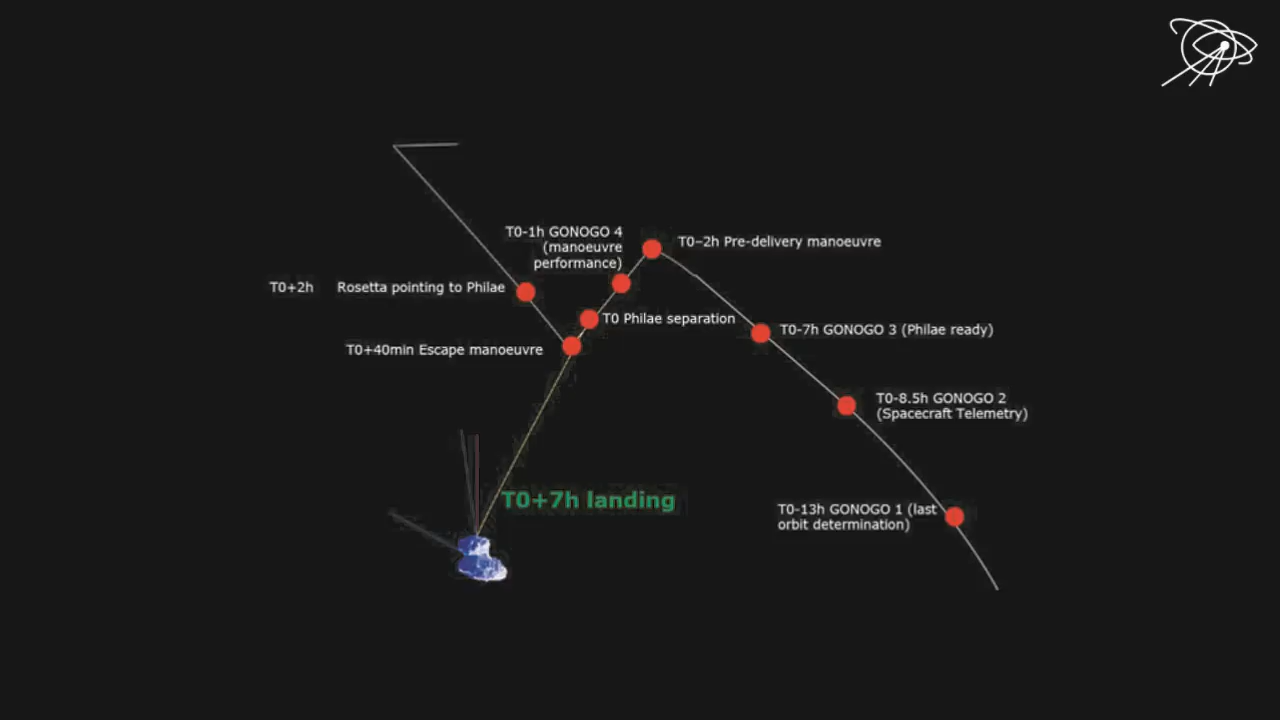 T0-1h GONOGO 4
(manoeuvre
performance)
T0–2h Pre-delivery manoeuvre
T0+2h Rosetta pointing to Philae
T0 Philae separation
T0-7h GONOGO 3 (Philae ready)
T0+40min Escape manoeuvre
T0-8.5h GONOGO 2
(Spacecraft Telemetry)
T0+7h landing
T0-13h GONOGO 1 (last
orbit determination)